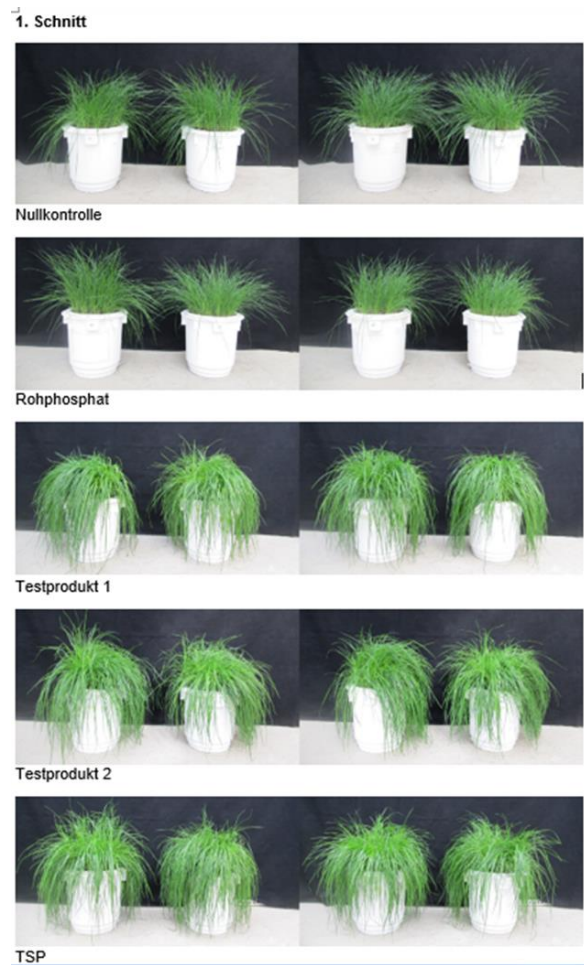 1. Schnitt
Nullkontrolle
Rohphosphat
Testprodukt 1
Testprodukt 2
TSP